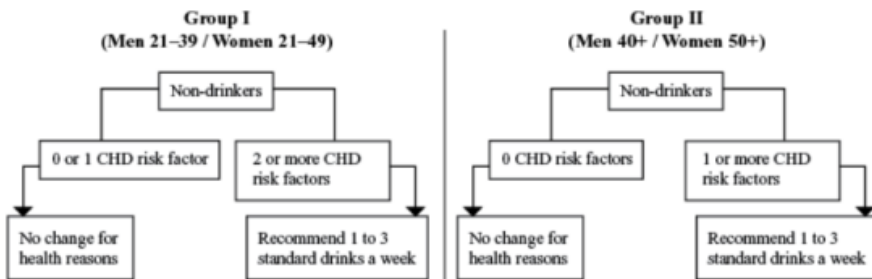 Group I
(Men 21–39 / Women 21–49)
Non-drinkers
0 or 1 CHD risk factor
2 or more CHD
risk factors
No change for
health reasons
Recommend 1 to 3
standard drinks a week
Group II
(Men 40+ / Women 50+)
Non-drinkers
0 CHD risk factors
1 or more CHD
risk factors
No change for
health reasons
Recommend 1 to 3
standard drinks a week